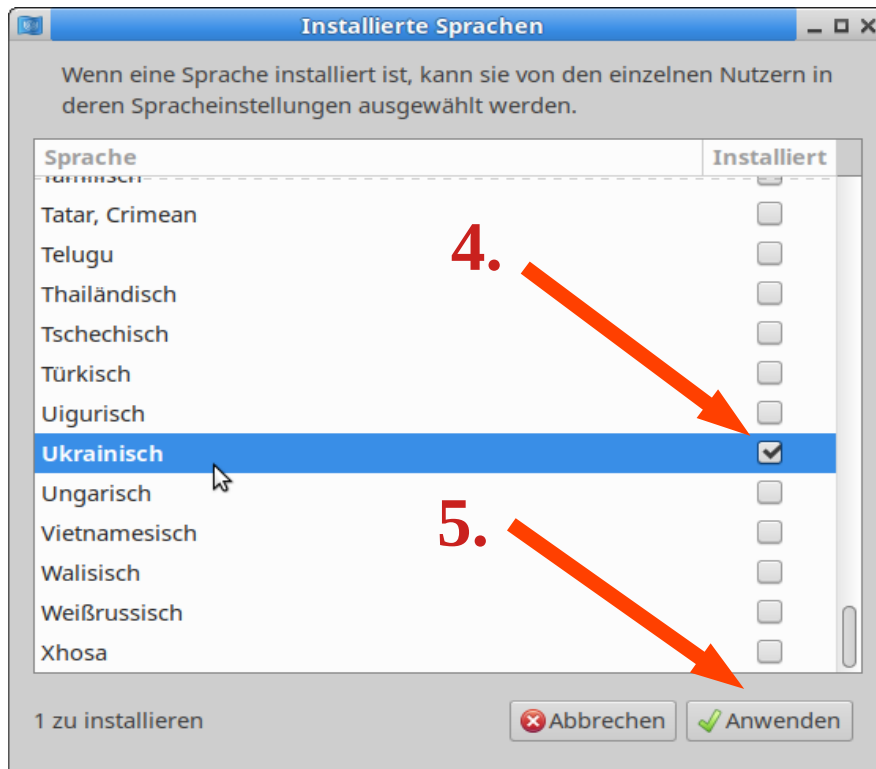 Installierte Sprachen
Wenn eine Sprache installiert ist, kann sie von den einzelnen Nutzern in
deren Spracheinstellungen ausgewählt werden.
Sprache Installiert
Tamilisch
Tatar, Crimean
4.
Telugu
Thailändisch
Tschechisch
Türkisch
Uigurisch
Ukrainisch
Ungarisch
5.
Vietnamesisch
Walisisch
Weißrussisch
Xhosa
1 zu installieren Abbrechen Anwenden